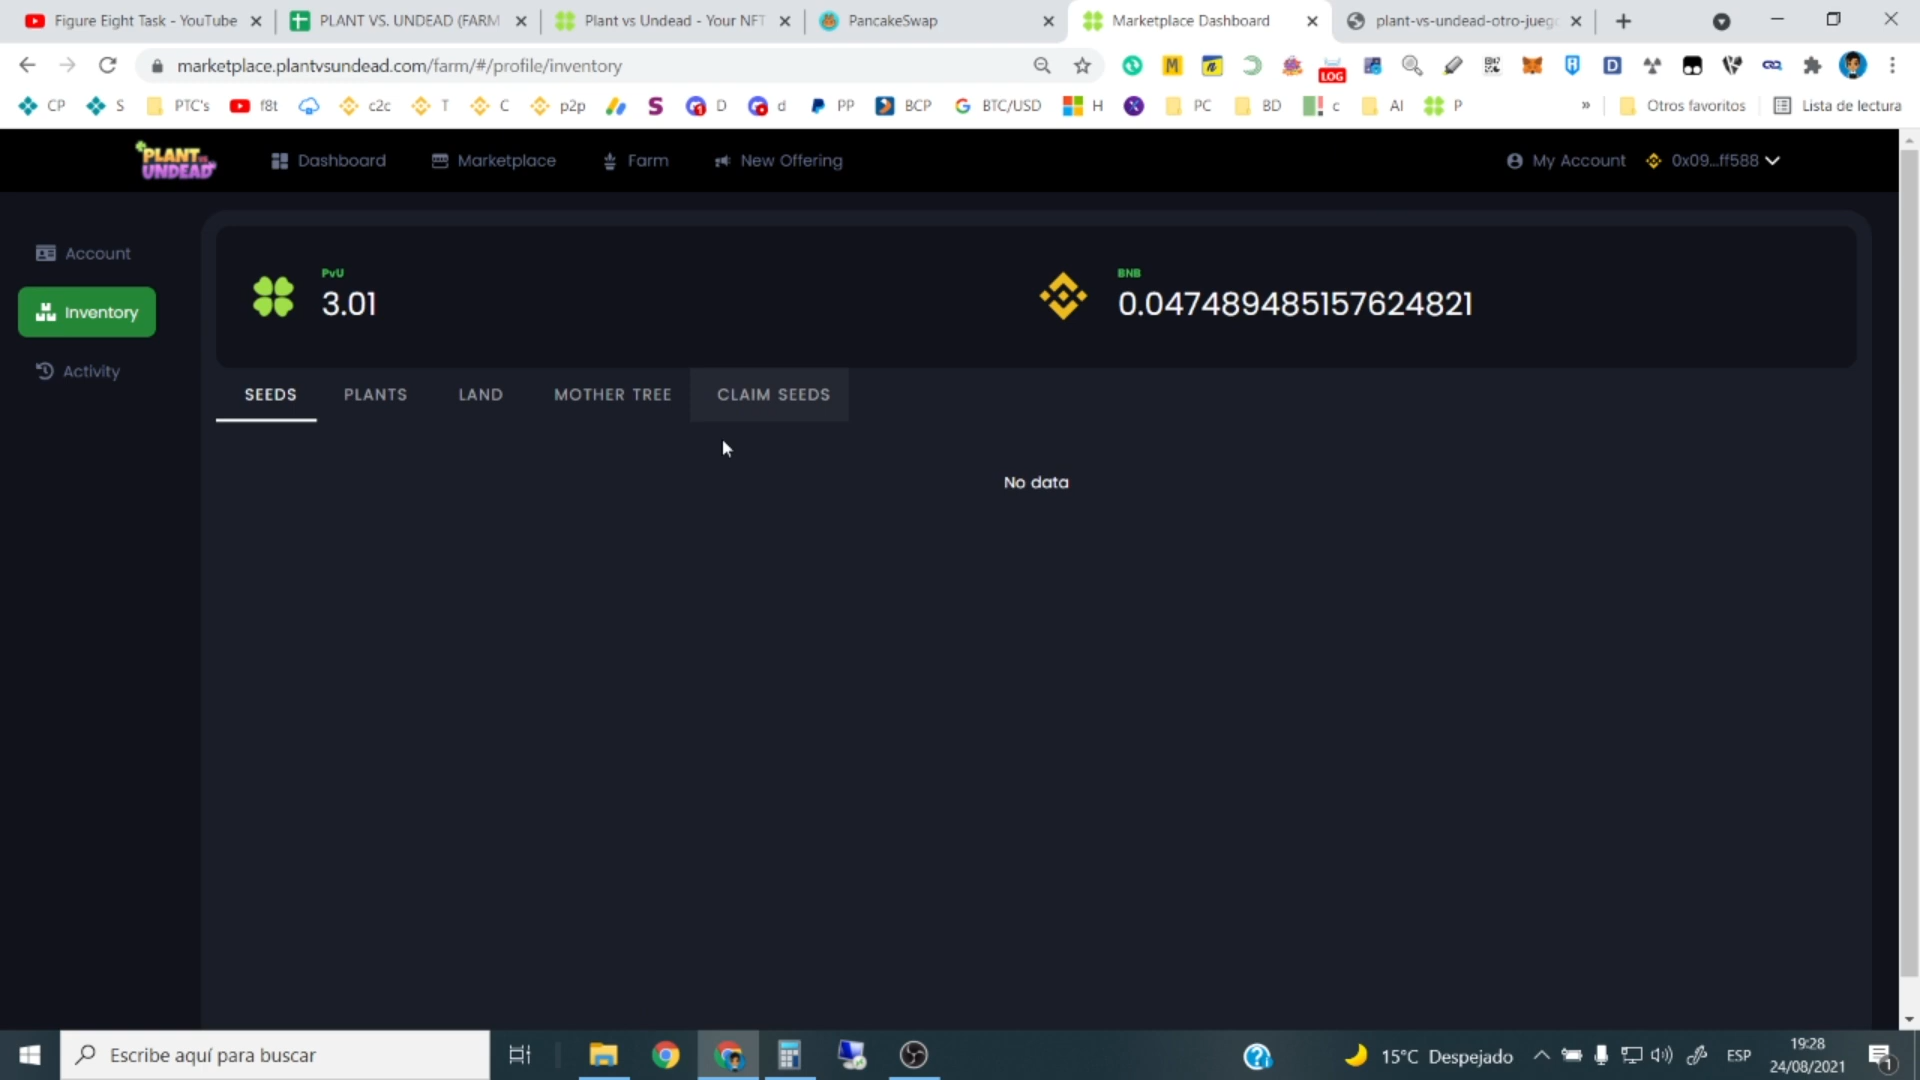 Figure Eight Task - YouTube
PLANT VS. UNDEAD (FARM
Plant vs Undead - Your NFT
PancakeSwap
Marketplace Dashboard
plant-vs-undead-otro-juego
marketplace.plantvsundead.com/farm/#/profile/inventory
LOG
CP S PTC's f8t c2c T C p2p S D d PP BCP BTC/USD H PC BD c AI P » Otros favoritos Lista de lectura
PLANT VS. UNDEAD
Dashboard Marketplace Farm New Offering My Account 0x09...ff588
Account
Inventory
Activity
PvU
3.01
BNB
0.047489485157624821
SEEDS PLANTS LAND MOTHER TREE CLAIM SEEDS
No data
Escribe aquí para buscar
15°C Despejado
ESP
19:28
24/08/2021
1